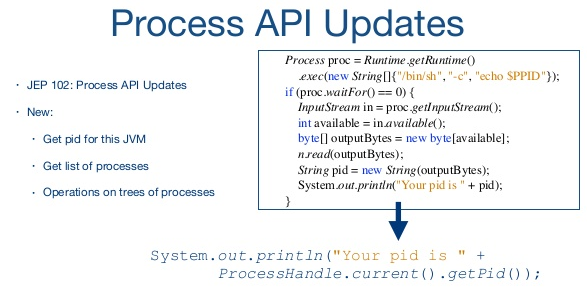 Process API Updates
· JEP 102: Process API Updates
· New:
· Get pid for this JVM
· Get list of processes
· Operations on trees of processes
Process proc = Runtime.getRuntime()
.exec(new String[]{"/bin/sh", "-c", "echo $PPID"});
if (proc.waitFor() == 0) {
InputStream in = proc.getInputStream();
int available = in.available();
byte[] outputBytes = new byte[available];
n.read(outputBytes);
String pid = new String(outputBytes);
System.out.println("Your pid is " + pid);
}
System.out.println("Your pid is " +
ProcessHandle.current().getPid());